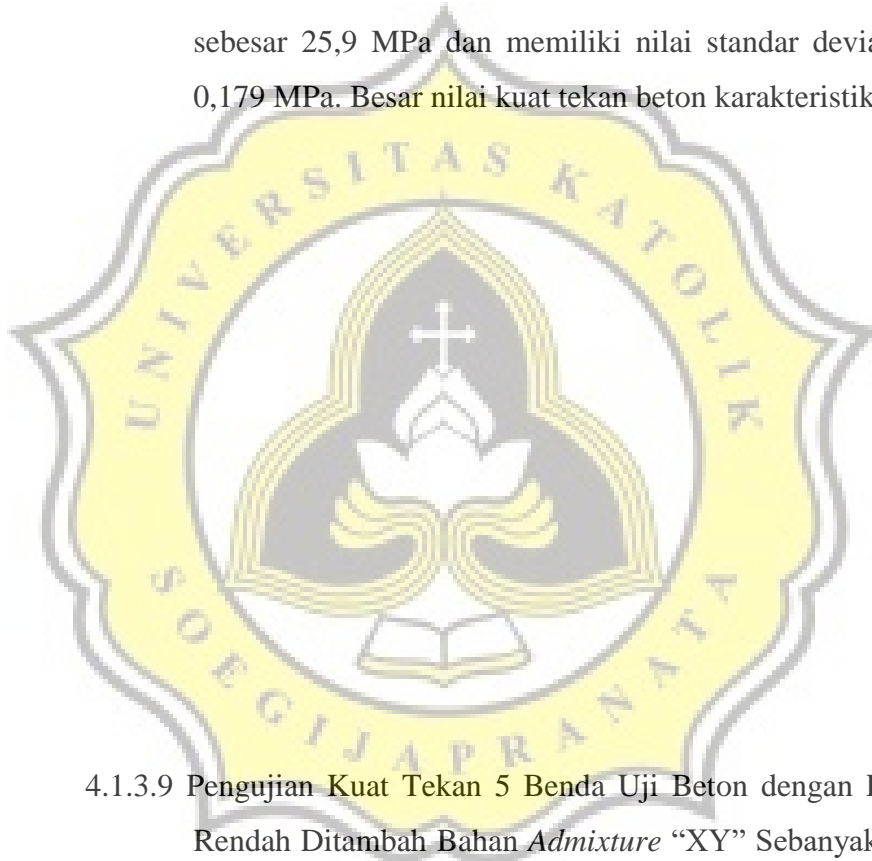 sebesar 25,9 MPa dan memiliki nilai standar devia
0,179 MPa. Besar nilai kuat tekan beton karakteristik
UNIVERSITAS KATOLIK
SOEGIJAPRANATA
4.1.3.9 Pengujian Kuat Tekan 5 Benda Uji Beton dengan
Rendah Ditambah Bahan Admixture “XY” Sebanyak